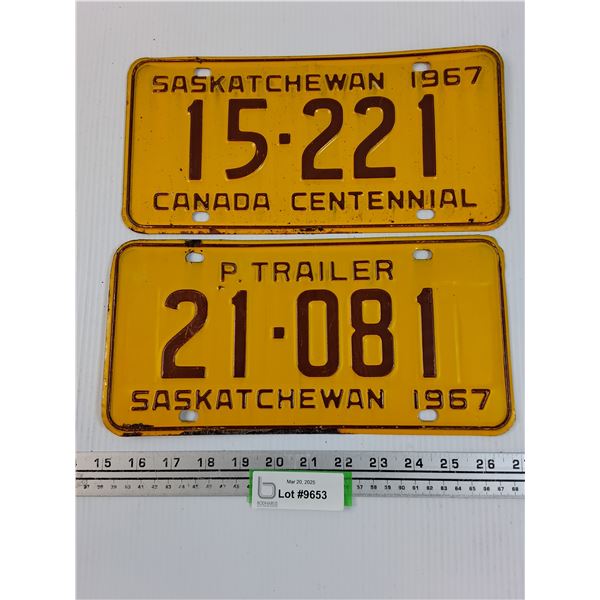 SASKATCHEWAN 1967
15·221
CANADA CENTENNIAL
P. TRAILER
21·081
SASKATCHEWAN 1967
15 16 17 18 19 20 21 22 23 24 25 26
Mar 20, 2025
Lot #9653